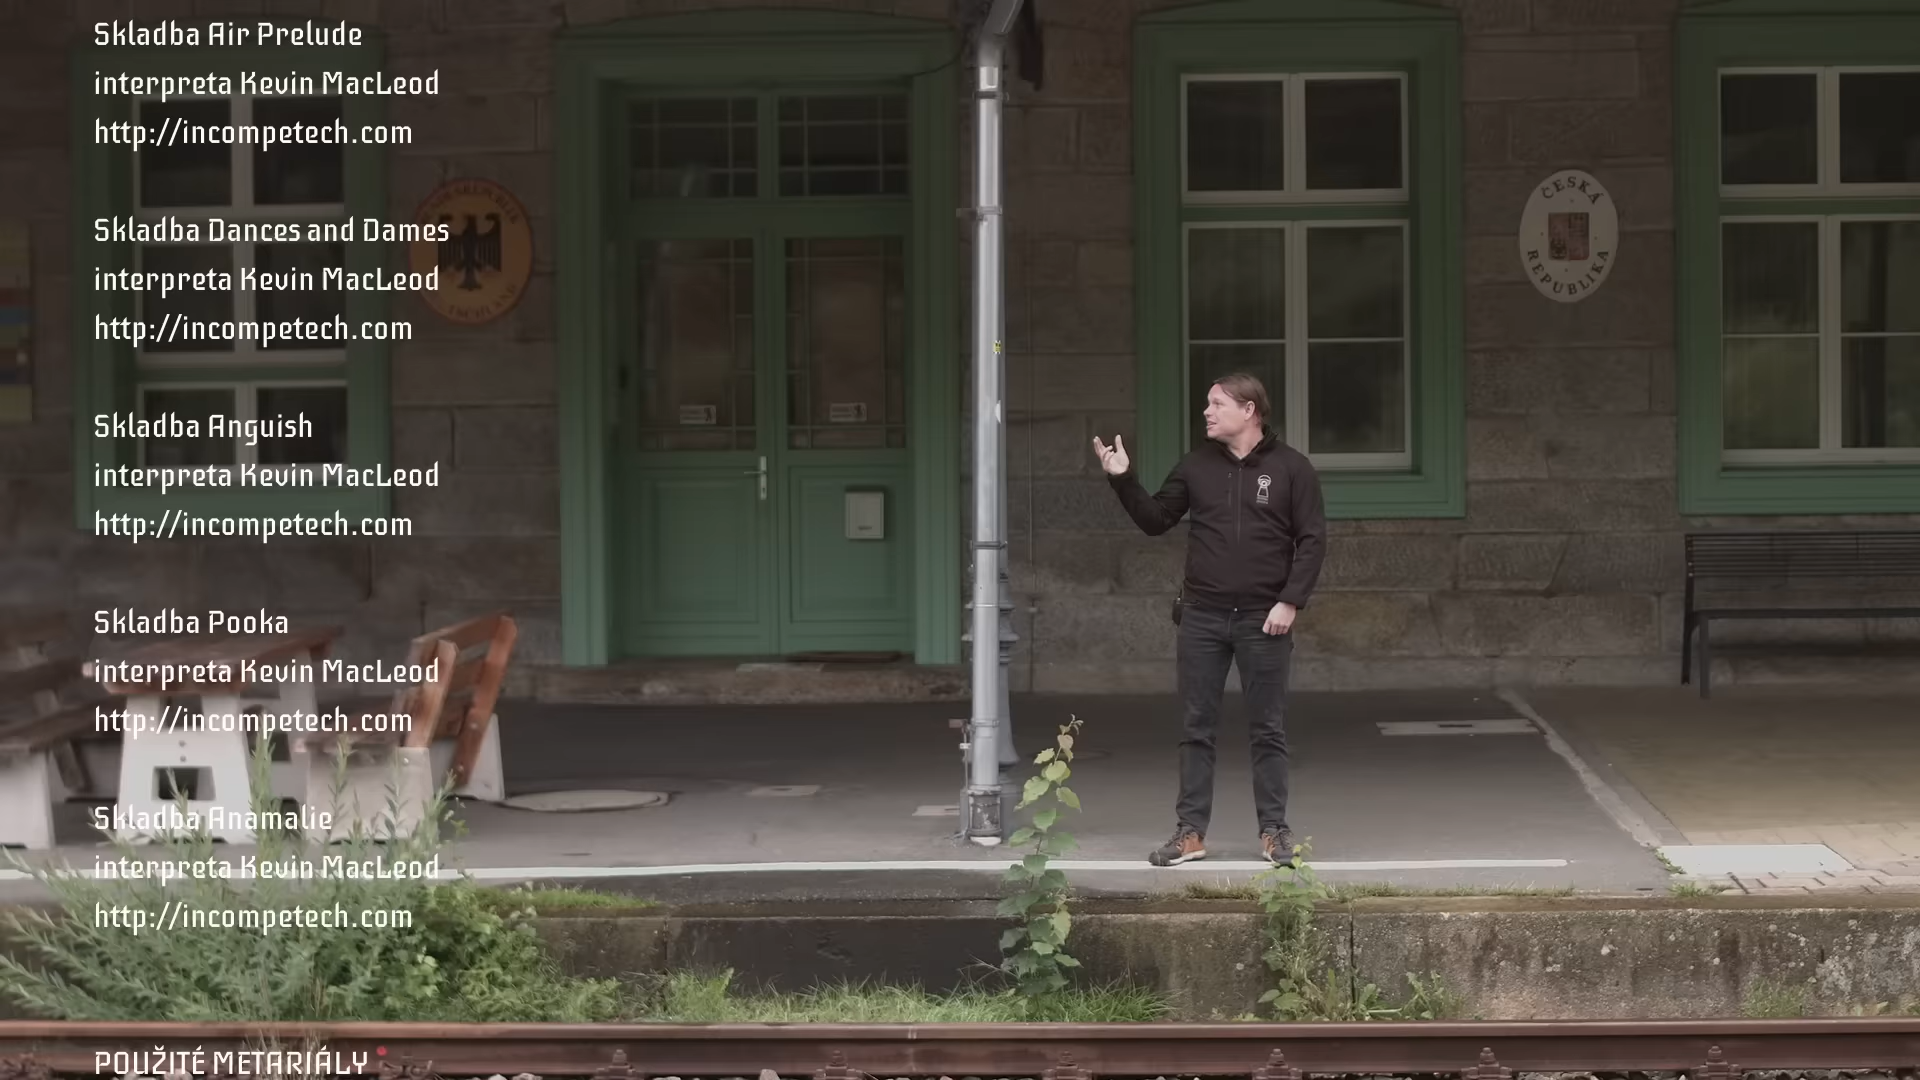 Skladba Air Prelude
interpreta Kevin MacLeod
http://incompetech.com
Skladba Dances and Dames
interpreta Kevin MacLeod
http://incompetech.com
Skladba Anguish
interpreta Kevin MacLeod
http://incompetech.com
Skladba Pooka
interpreta Kevin MacLeod
http://incompetech.com
Skladba Anamalie
interpreta Kevin MacLeod
http://incompetech.com
POUŽITÉ METARIÁLY
ČESKÁ
REPUBLIKA